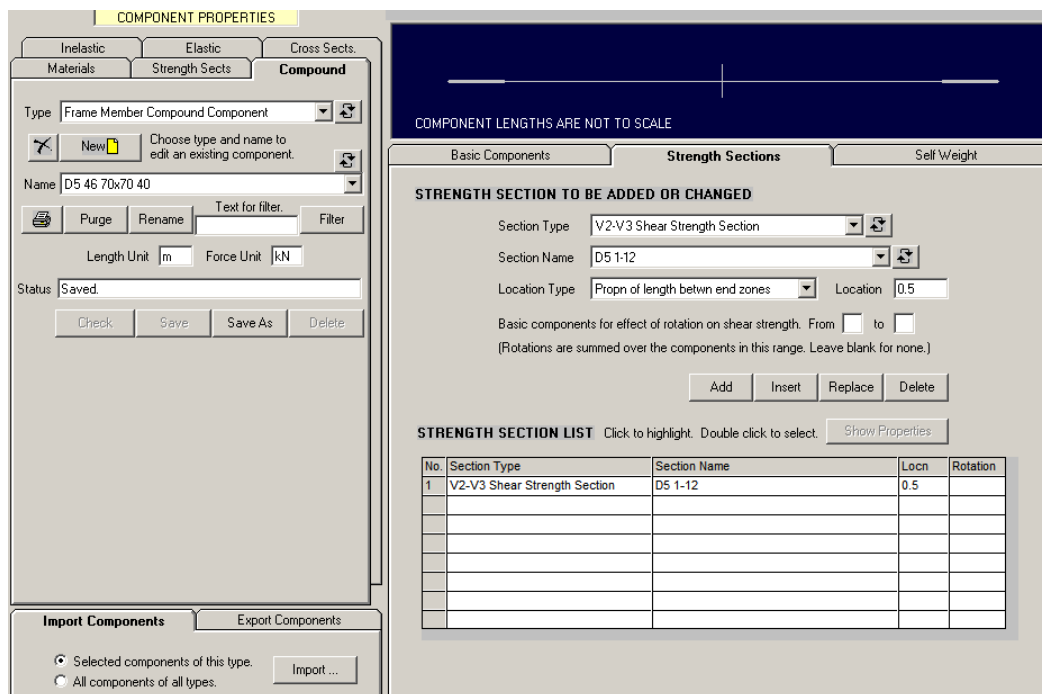 COMPONENT PROPERTIES
Inelastic Elastic Cross Sects.
Materials Strength Sects Compound
Type Frame Member Compound Component
New Choose type and name to
edit an existing component.
Name D5 46 70x70 40
Purge Rename Text for filter. Filter
Length Unit m Force Unit kN
Status Saved.
Check Save Save As Delete
Import Components Export Components
Selected components of this type.
All components of all types.
Import ...
COMPONENT LENGTHS ARE NOT TO SCALE
Basic Components Strength Sections Self Weight
STRENGTH SECTION TO BE ADDED OR CHANGED
Section Type V2-V3 Shear Strength Section
Section Name D5 1-12
Location Type Propn of length betwn end zones Location 0.5
Basic components for effect of rotation on shear strength. From to
(Rotations are summed over the components in this range. Leave blank for none.)
Add Insert Replace Delete
STRENGTH SECTION LIST Click to highlight. Double click to select. Show Properties
No. Section Type Section Name Locn Rotation
1 V2-V3 Shear Strength Section D5 1-12 0.5